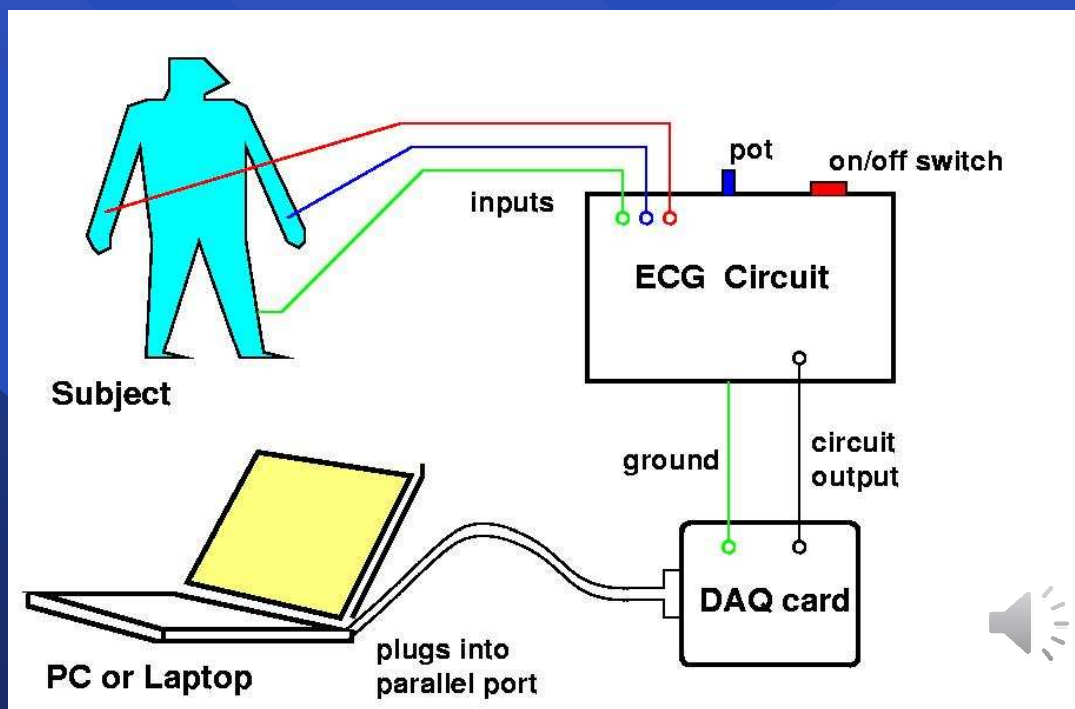 pot
on/off switch
inputs
ECG Circuit
Subject
ground
circuit
output
DAQ card
plugs into
parallel port
PC or Laptop